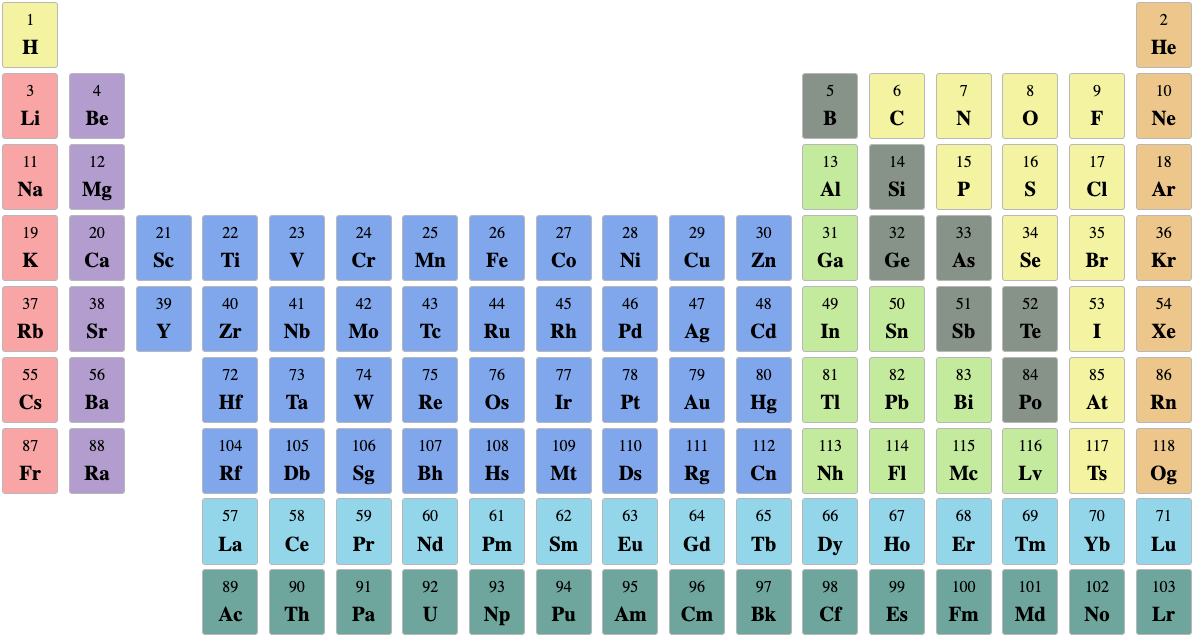 1 2
H He
3 4 5 6 7 8 9 10
Li Be B C N O F Ne
11 12 13 14 15 16 17 18
Na Mg Al Si P S Cl Ar
19 20 21 22 23 24 25 26 27 28 29 30 31 32 33 34 35 36
K Ca Sc Ti V Cr Mn Fe Co Ni Cu Zn Ga Ge As Se Br Kr
37 38 39 40 41 42 43 44 45 46 47 48 49 50 51 52 53 54
Rb Sr Y Zr Nb Mo Tc Ru Rh Pd Ag Cd In Sn Sb Te I Xe
55 56 72 73 74 75 76 77 78 79 80 81 82 83 84 85 86
Cs Ba Hf Ta W Re Os Ir Pt Au Hg Tl Pb Bi Po At Rn
87 88 104 105 106 107 108 109 110 111 112 113 114 115 116 117 118
Fr Ra Rf Db Sg Bh Hs Mt Ds Rg Cn Nh Fl Mc Lv Ts Og
57 58 59 60 61 62 63 64 65 66 67 68 69 70 71
La Ce Pr Nd Pm Sm Eu Gd Tb Dy Ho Er Tm Yb Lu
89 90 91 92 93 94 95 96 97 98 99 100 101 102 103
Ac Th Pa U Np Pu Am Cm Bk Cf Es Fm Md No Lr